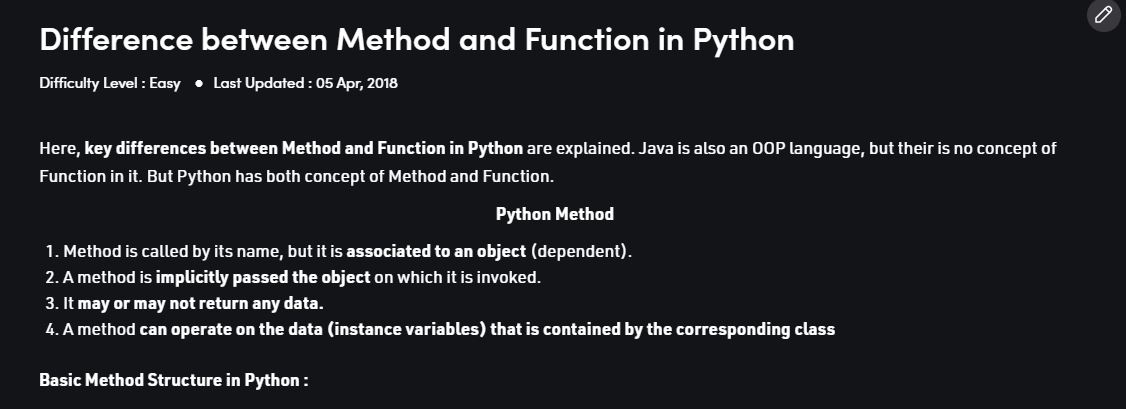 Difference between Method and Function in Python
Difficulty Level : Easy ● Last Updated : 05 Apr, 2018
Here, key differences between Method and Function in Python are explained. Java is also an OOP language, but their is no concept of
Function in it. But Python has both concept of Method and Function.
Python Method
1. Method is called by its name, but it is associated to an object (dependent).
2. A method is implicitly passed the object on which it is invoked.
3. It may or may not return any data.
4. A method can operate on the data (instance variables) that is contained by the corresponding class
Basic Method Structure in Python :